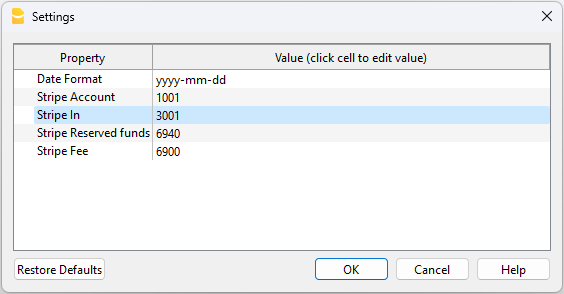 Settings
Property Value (click cell to edit value)
Date Format yyyy-mm-dd
Stripe Account 1001
Stripe In 3001
Stripe Reserved funds 6940
Stripe Fee 6900
Restore Defaults OK Cancel Help